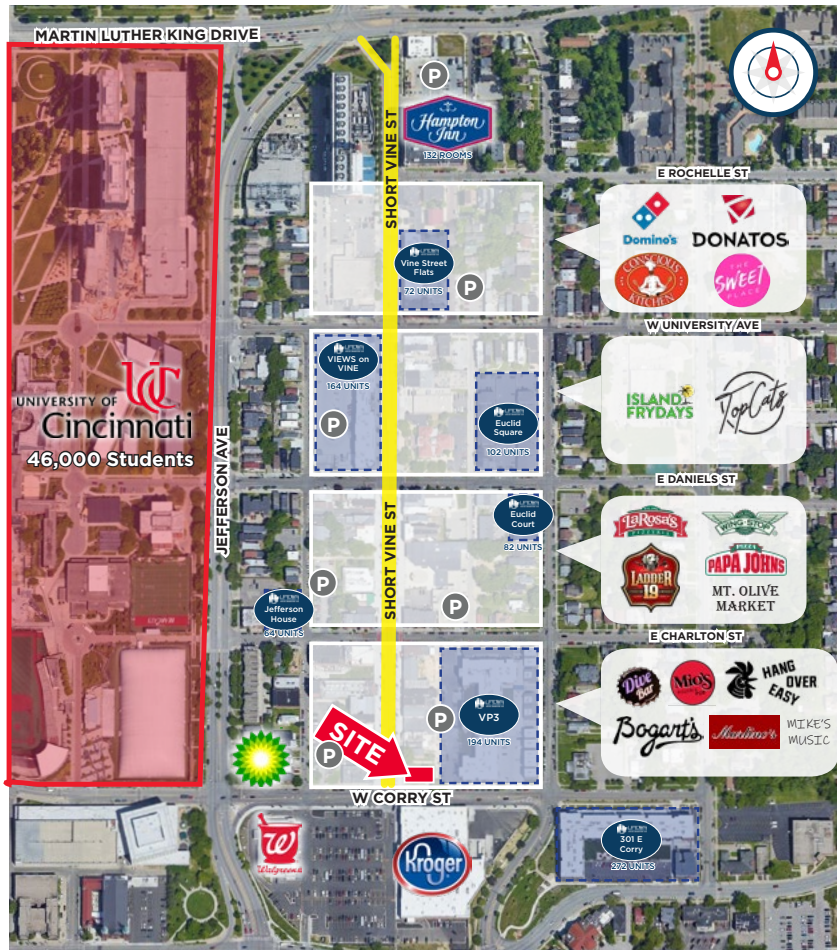 MARTIN LUTHER KING DRIVE
P
Hampton
Inn
132 ROOMS
SHORT VINE ST
E ROCHELLE ST
Domino's
DONATOS
CONSCIOUS
KITCHEN
THE
SWEET
PLACE
Vine Street
Flats
72 UNITS
P
W UNIVERSITY AVE
VIEWS on
VINE
164 UNITS
P
ISLAND
FRYDAYS
TopCats
Euclid
Square
102 UNITS
UC
UNIVERSITY OF
Cincinnati
46,000 Students
JEFFERSON AVE
E DANIELS ST
SHORT VINE ST
Euclid
Court
82 UNITS
LaRosa's
PIZZERIA
WING·STOP
LADDER
19
PIZZA
PAPA JOHNS
MT. OLIVE
MARKET
P
P
Jefferson
House
64 UNITS
E CHARLTON ST
Dive
Bar
Mio's
HANG
OVER
EASY
Bogart's
Martino's
MIKE'S
MUSIC
VP3
194 UNITS
P
P
SITE
W CORRY ST
W
Walgreens
Kroger
301 E
Corry
272 UNITS